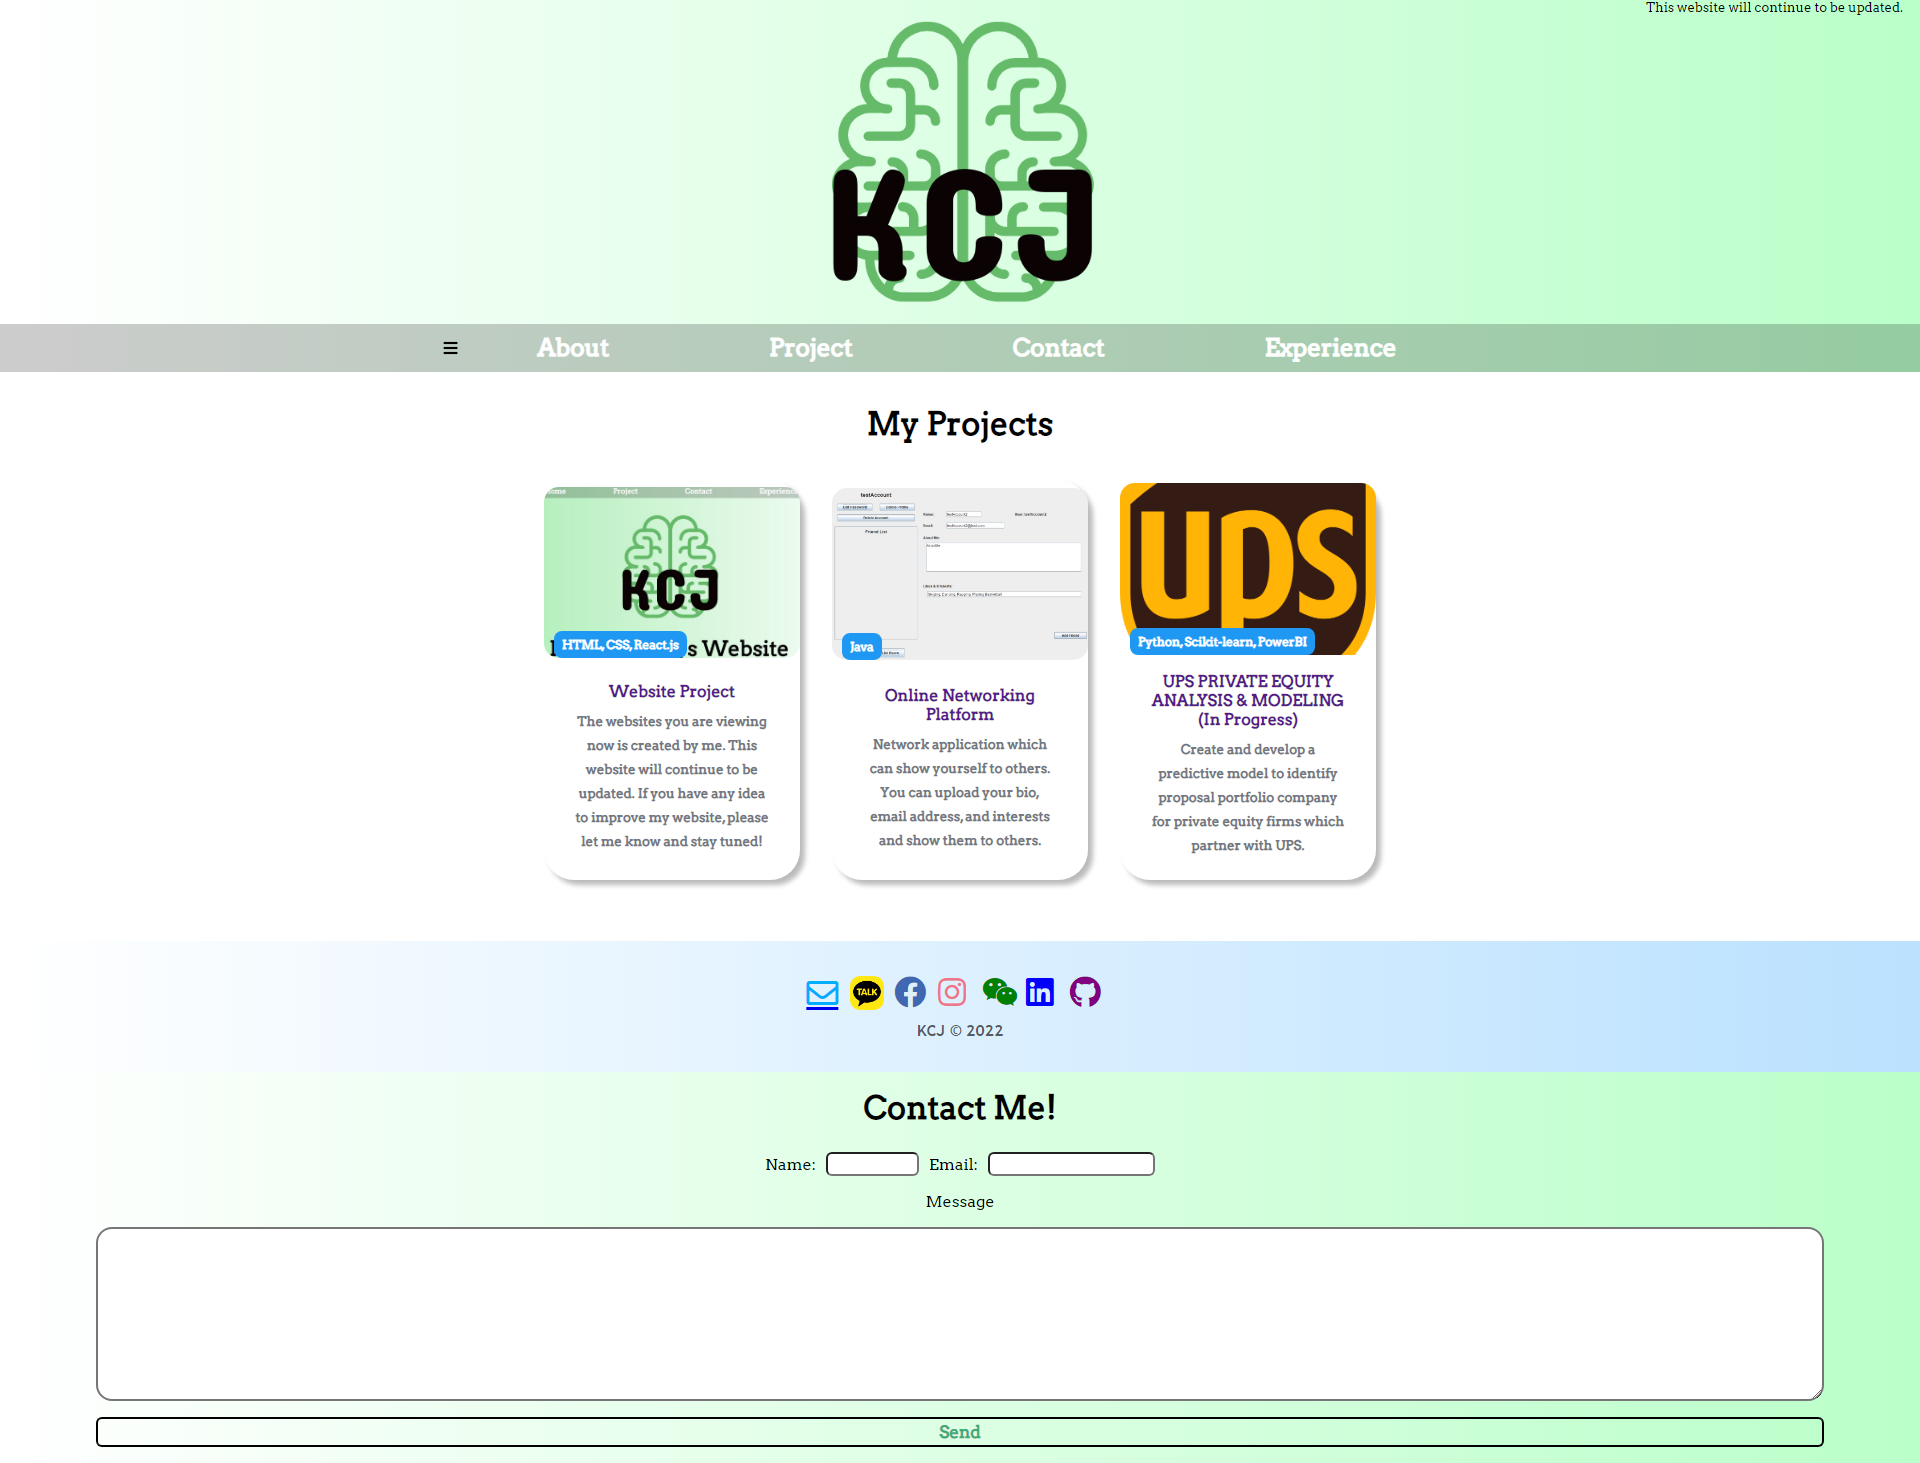 This website will continue to be updated.
KCJ
About
Project
Contact
Experience
My Projects
Project
Contact
KCJ
s Website
HTML, CSS, React.js
Website Project
The websites you are viewing
now is created by me. This
website will continue to be
updated. If you have any idea
to improve my website, please
let me know and stay tuned!
testAccount
Friend List
Java
Online Networking
Platform
Network application which
can show yourself to others.
You can upload your bio,
email address, and interests
and show them to others.
ups
Python, Scikit-learn, PowerBI
UPS PRIVATE EQUITY
ANALYSIS & MODELING
(In Progress)
Create and develop a
predictive model to identify
proposal portfolio company
for private equity firms which
partner with UPS.
TALK
in
KCJ © 2022
Contact Me!
Name:
Email:
Message
Send